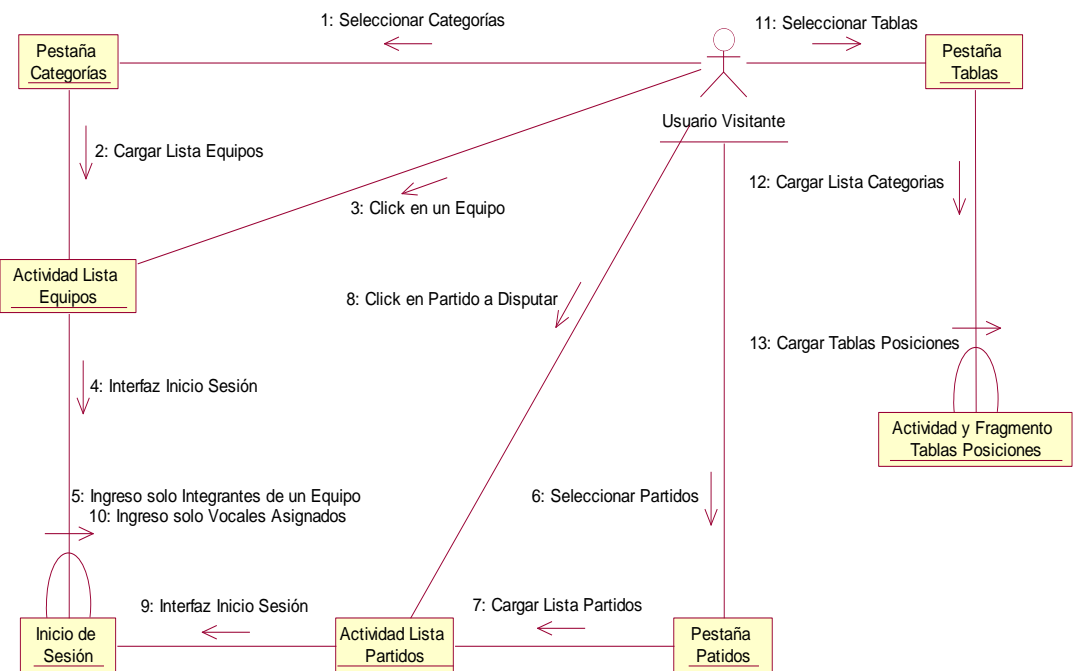 1: Seleccionar Categorías
11: Seleccionar Tablas
Pestaña
Categorías
Pestaña
Tablas
Usuario Visitante
2: Cargar Lista Equipos
12: Cargar Lista Categorias
3: Click en un Equipo
Actividad Lista
Equipos
8: Click en Partido a Disputar
13: Cargar Tablas Posiciones
4: Interfaz Inicio Sesión
Actividad y Fragmento
Tablas Posiciones
5: Ingreso solo Integrantes de un Equipo
10: Ingreso solo Vocales Asignados
6: Seleccionar Partidos
9: Interfaz Inicio Sesión
7: Cargar Lista Partidos
Inicio de
Sesión
Actividad Lista
Partidos
Pestaña
Patidos